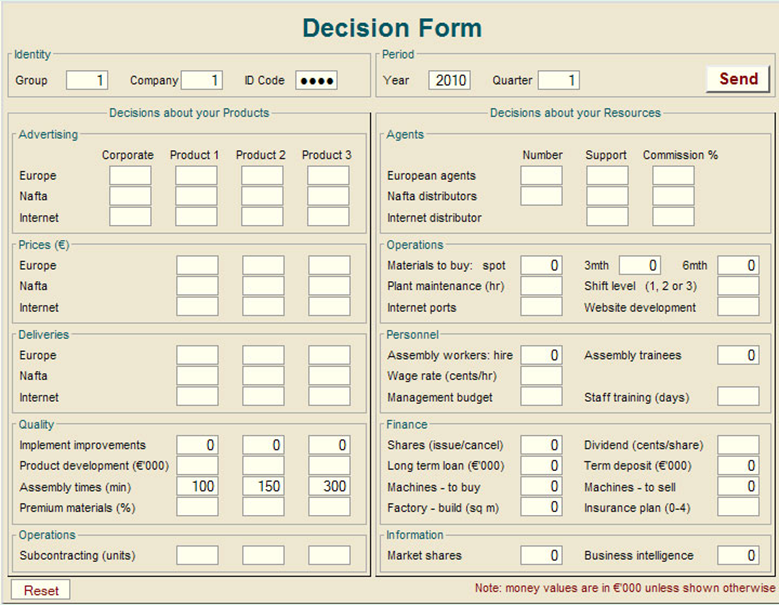 Decision Form
Identity
Group 1 Company 1 ID Code ●●●●
Period
Year 2010 Quarter 1 Send
Decisions about your Products
Advertising
Corporate Product 1 Product 2 Product 3
Europe
Nafta
Internet
Prices (€)
Europe
Nafta
Internet
Deliveries
Europe
Nafta
Internet
Quality
Implement improvements 0 0 0
Product development (€'000)
Assembly times (min) 100 150 300
Premium materials (%)
Operations
Subcontracting (units)
Reset
Decisions about your Resources
Agents
Number Support Commission %
European agents
Nafta distributors
Internet distributor
Operations
Materials to buy: spot 0 3mth 0 6mth 0
Plant maintenance (hr) Shift level (1, 2 or 3)
Internet ports Website development
Personnel
Assembly workers: hire 0 Assembly trainees 0
Wage rate (cents/hr)
Management budget Staff training (days)
Finance
Shares (issue/cancel) 0 Dividend (cents/share)
Long term loan (€'000) 0 Term deposit (€'000) 0
Machines - to buy 0 Machines - to sell 0
Factory - build (sq m) 0 Insurance plan (0-4)
Information
Market shares 0 Business intelligence 0
Note: money values are in €'000 unless shown otherwise